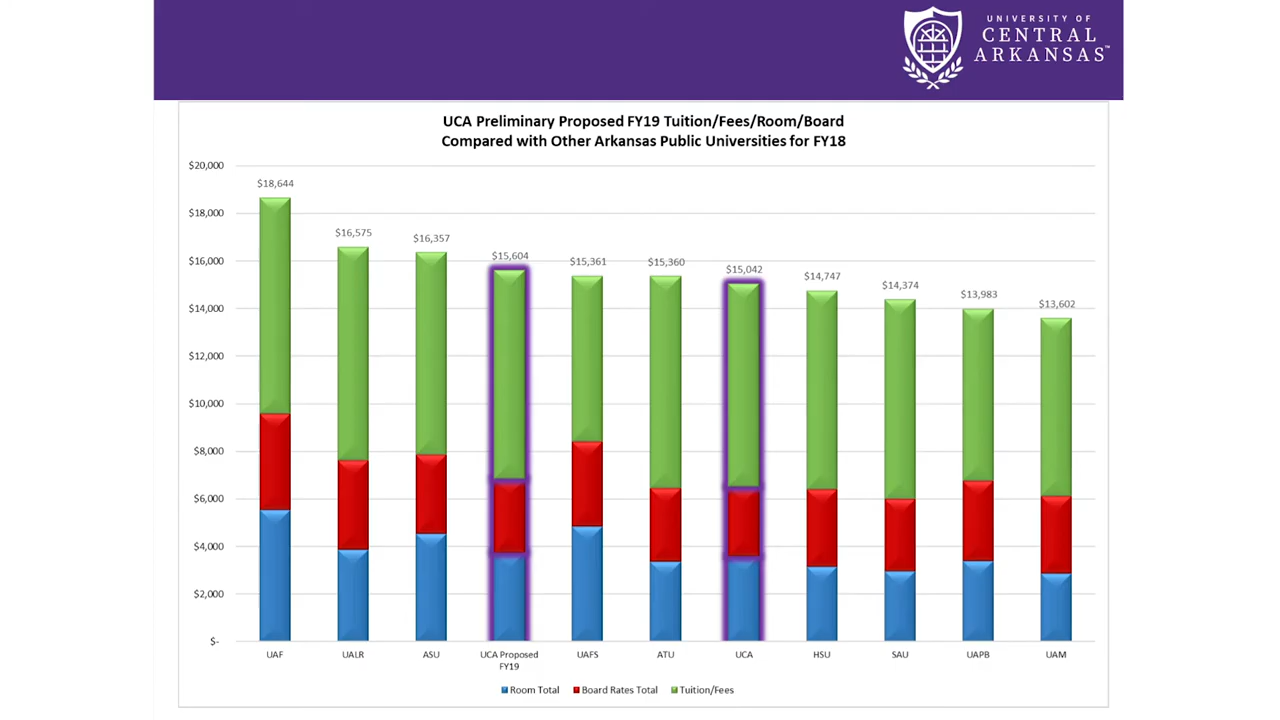 UNIVERSITY OF
CENTRAL
ARKANSAS™
UCA Preliminary Proposed FY19 Tuition/Fees/Room/Board
Compared with Other Arkansas Public Universities for FY18
$20,000
$18,000
$16,000
$14,000
$12,000
$10,000
$8,000
$6,000
$4,000
$2,000
$-
$18,644
$16,575
$16,357
$15,604
$15,361
$15,360
$15,042
$14,747
$14,374
$13,983
$13,602
UAF
UALR
ASU
UCA Proposed
FY19
UAFS
ATU
UCA
HSU
SAU
UAPB
UAM
Room Total
Board Rates Total
Tuition/Fees